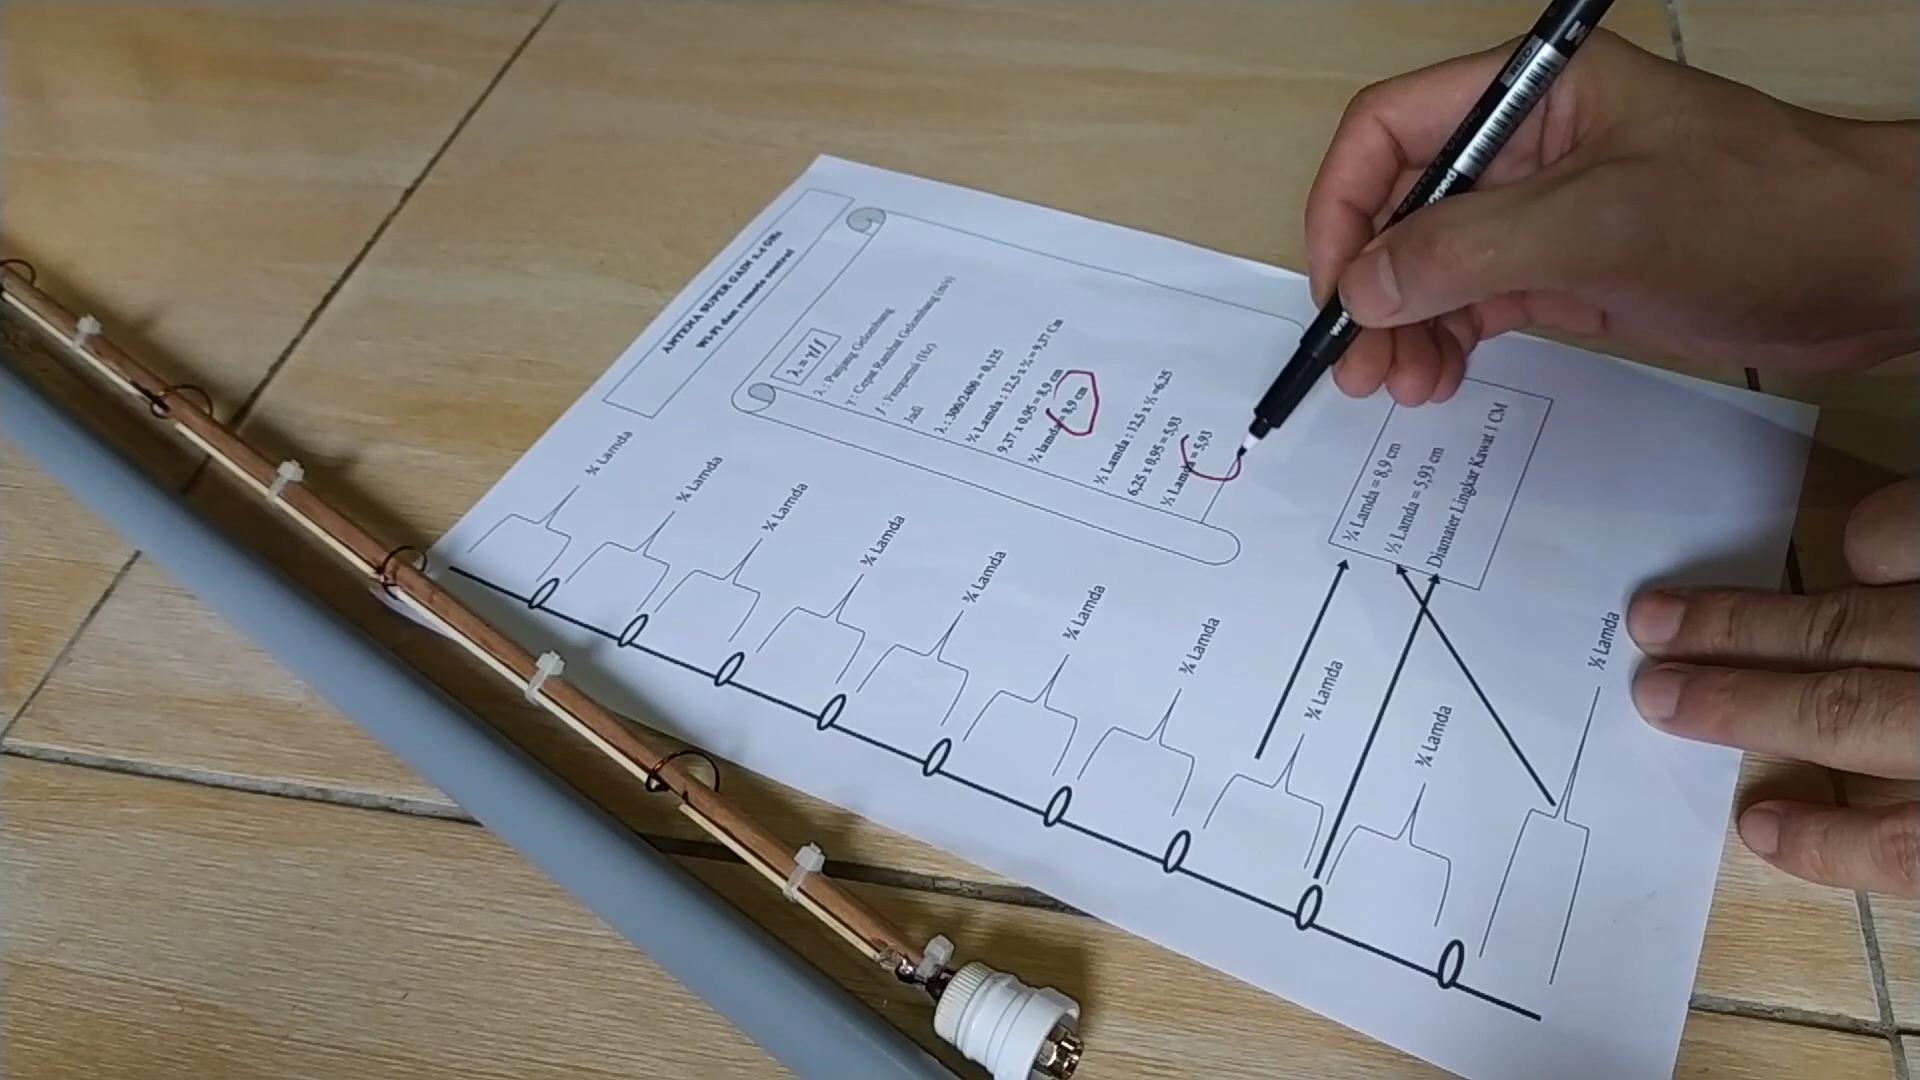 ANTENA SUPER GAIN 2.4 GHz
Wi-Fi dan remote control
λ = γ / f
λ : Panjang Gelombang
γ : Cepat Rambat Gelombang (m/s)
f : Frequensi (Hz)
Jadi
λ : 300/2400 = 0,125
¾ Lamda : 12,5 x ¾ = 9,37 Cm
9,37 x 0,95 = 8,9 cm
¾ lamda = 8,9 cm
½ Lamda : 12,5 x ½ = 6,25
6,25 x 0,95 = 5,93
½ Lamda = 5,93
¾ Lamda = 8,9 cm
½ Lamda = 5,93 cm
Diamater Lingkar Kawat 1 CM
¾ Lamda
¾ Lamda
¾ Lamda
¾ Lamda
¾ Lamda
¾ Lamda
¾ Lamda
¾ Lamda
¾ Lamda
½ Lamda
RED